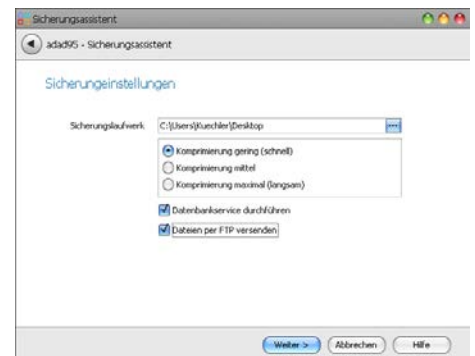 Sicherungsassistent
adad95 - Sicherungsassistent
Sicherungeinstellungen
Sicherungslaufwerk C:\Users\Kuechler\Desktop ...
Komprimierung gering (schnell)
Komprimierung mittel
Komprimierung maximal (langsam)
Datenbankservice durchführen
Dateien per FTP versenden
Weiter > Abbrechen Hilfe